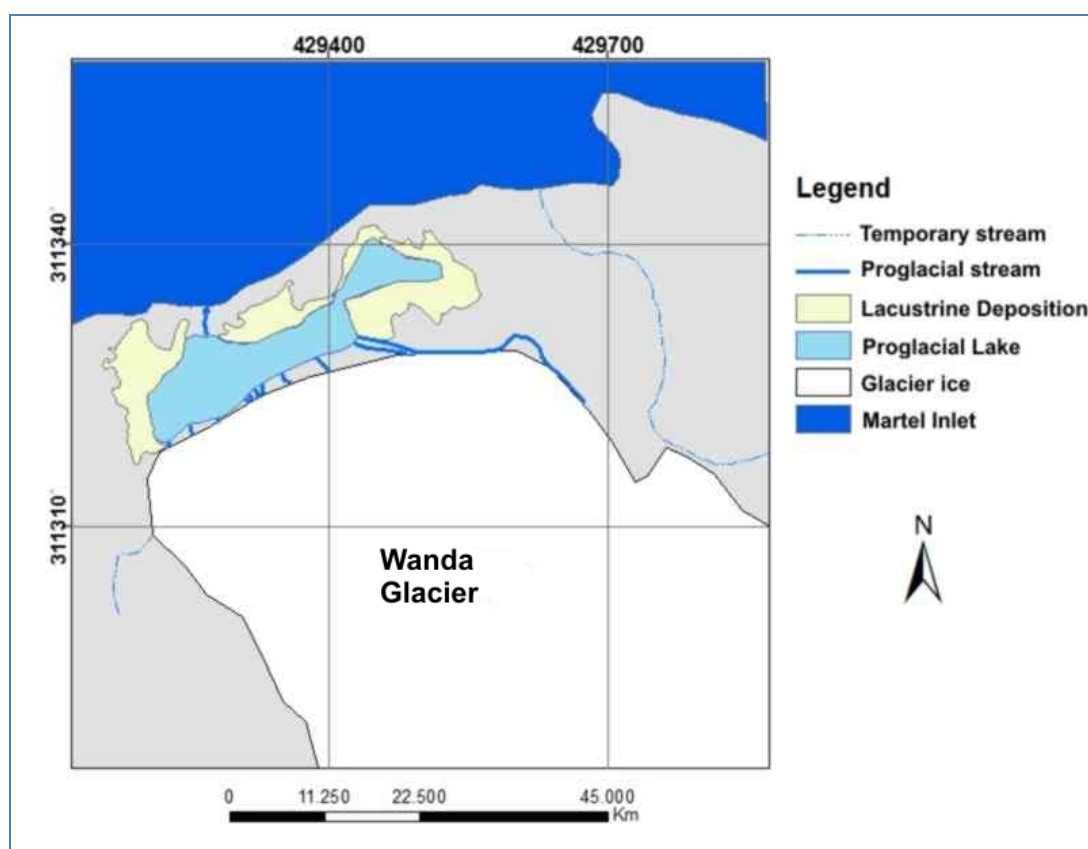 429400 429700
311340°
311310°
Wanda
Glacier
Legend
Temporary stream
Proglacial stream
Lacustrine Deposition
Proglacial Lake
Glacier ice
Martel Inlet
N
0 11.250 22.500 45.000
Km